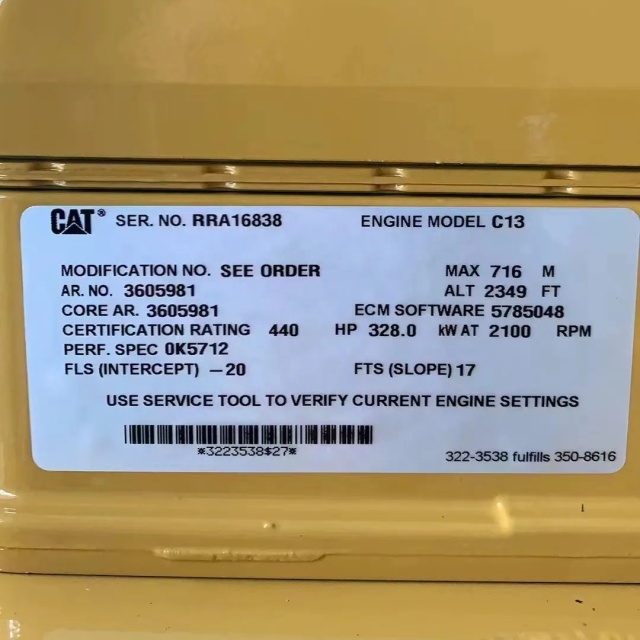 CAT® SER. NO. RRA16838 ENGINE MODEL C13
MODIFICATION NO. SEE ORDER MAX 716 M
AR. NO. 3605981 ALT 2349 FT
CORE AR. 3605981 ECM SOFTWARE 5785048
CERTIFICATION RATING 440 HP 328.0 kW AT 2100 RPM
PERF. SPEC 0K5712
FLS (INTERCEPT) -20 FTS (SLOPE) 17
USE SERVICE TOOL TO VERIFY CURRENT ENGINE SETTINGS
*3223538$27*
322-3538 fulfills 350-8616